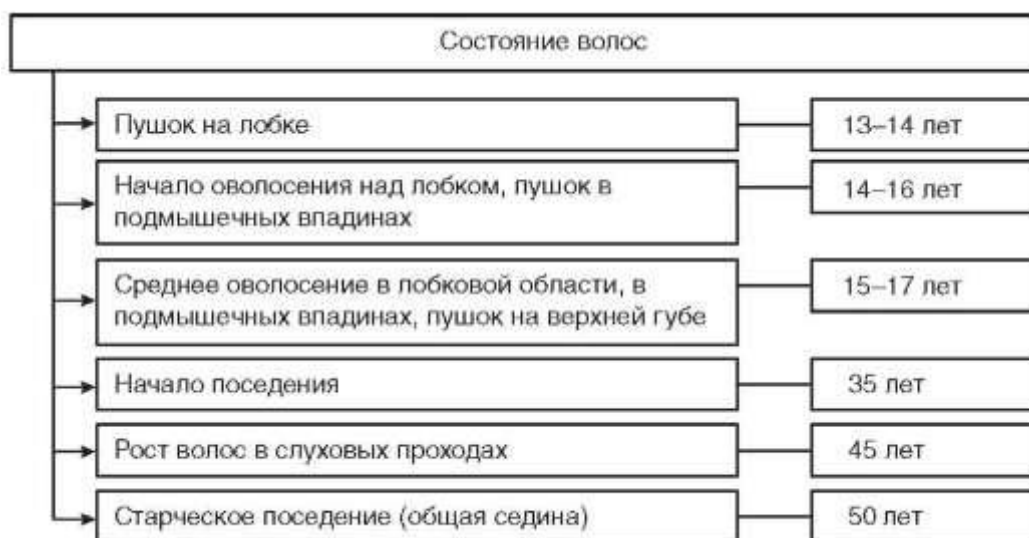 Состояние волос
Пушок на лобке
13–14 лет
Начало оволосения над лобком, пушок в
подмышечных впадинах
14–16 лет
Среднее оволосение в лобковой области, в
подмышечных впадинах, пушок на верхней губе
15–17 лет
Начало поседения
35 лет
Рост волос в слуховых проходах
45 лет
Старческое поседение (общая седина)
50 лет